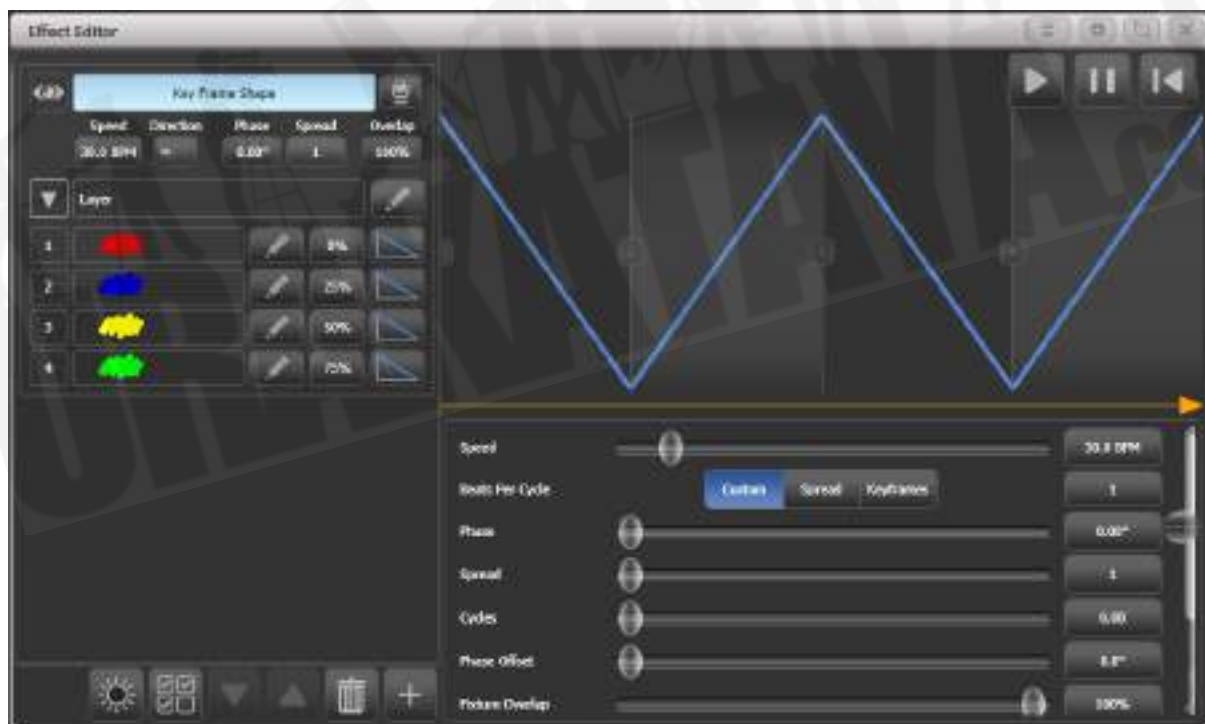 Effect Editor
Key Frame Shape
Speed Direction Phase Spread Overlap
30.0 BPM 0.00° 1 100%
Layer
1 0%
2 25%
3 50%
4 75%
Speed 30.0 BPM
Beats Per Cycle Custom Spread Keyframes 1
Phase 0.00°
Spread 1
Cycles 0.00
Phase Offset 0.0°
Fixture Overlap 100%